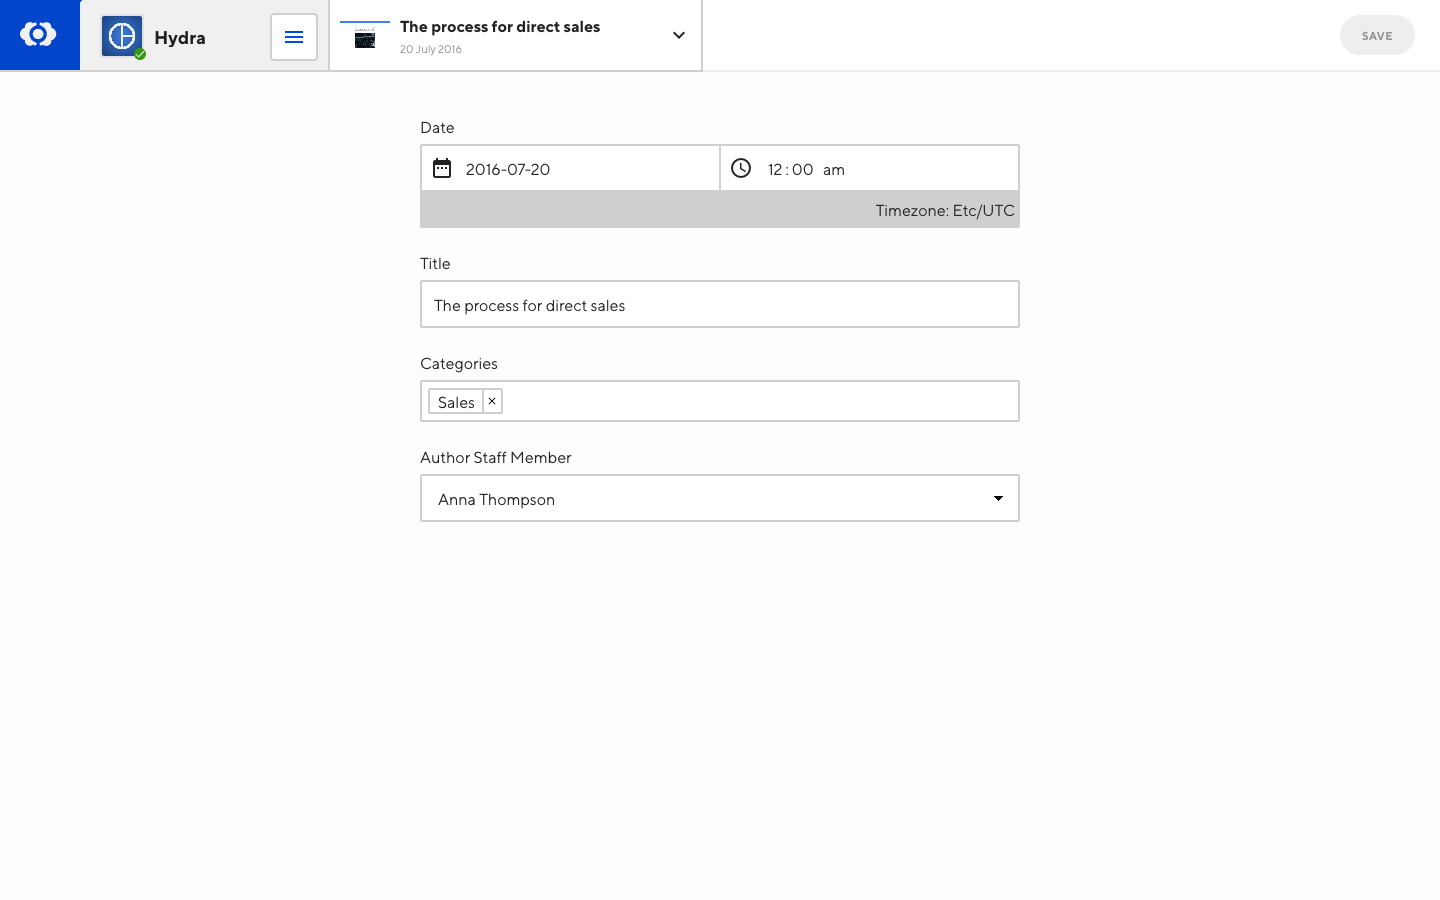 Hydra
The process for direct sales
20 July 2016
SAVE
Date
2016-07-20
12 : 00 am
Timezone: Etc/UTC
Title
The process for direct sales
Categories
Sales ×
Author Staff Member
Anna Thompson